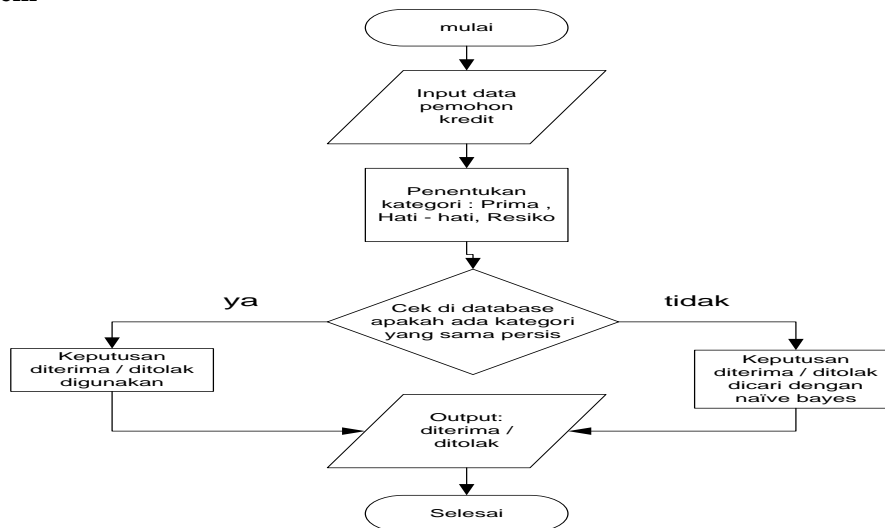 mulai
Input data
pemohon
kredit
Penentukan
kategori : Prima ,
Hati - hati, Resiko
ya
Cek di database
apakah ada kategori
yang sama persis
tidak
Keputusan
diterima / ditolak
digunakan
Keputusan
diterima / ditolak
dicari dengan
naïve bayes
Output:
diterima /
ditolak
Selesai